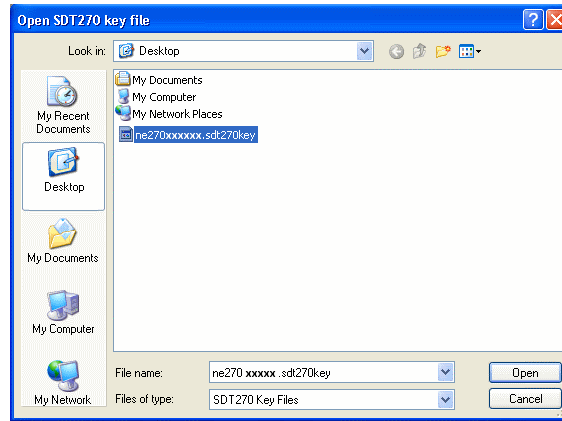 Open SDT270 key file
Look in: Desktop
My Recent
Documents
Desktop
My Documents
My Computer
My Network
My Documents
My Computer
My Network Places
ne270xxxxxx.sdt270key
File name: ne270 xxxxx .sdt270key Open
Files of type: SDT270 Key Files Cancel